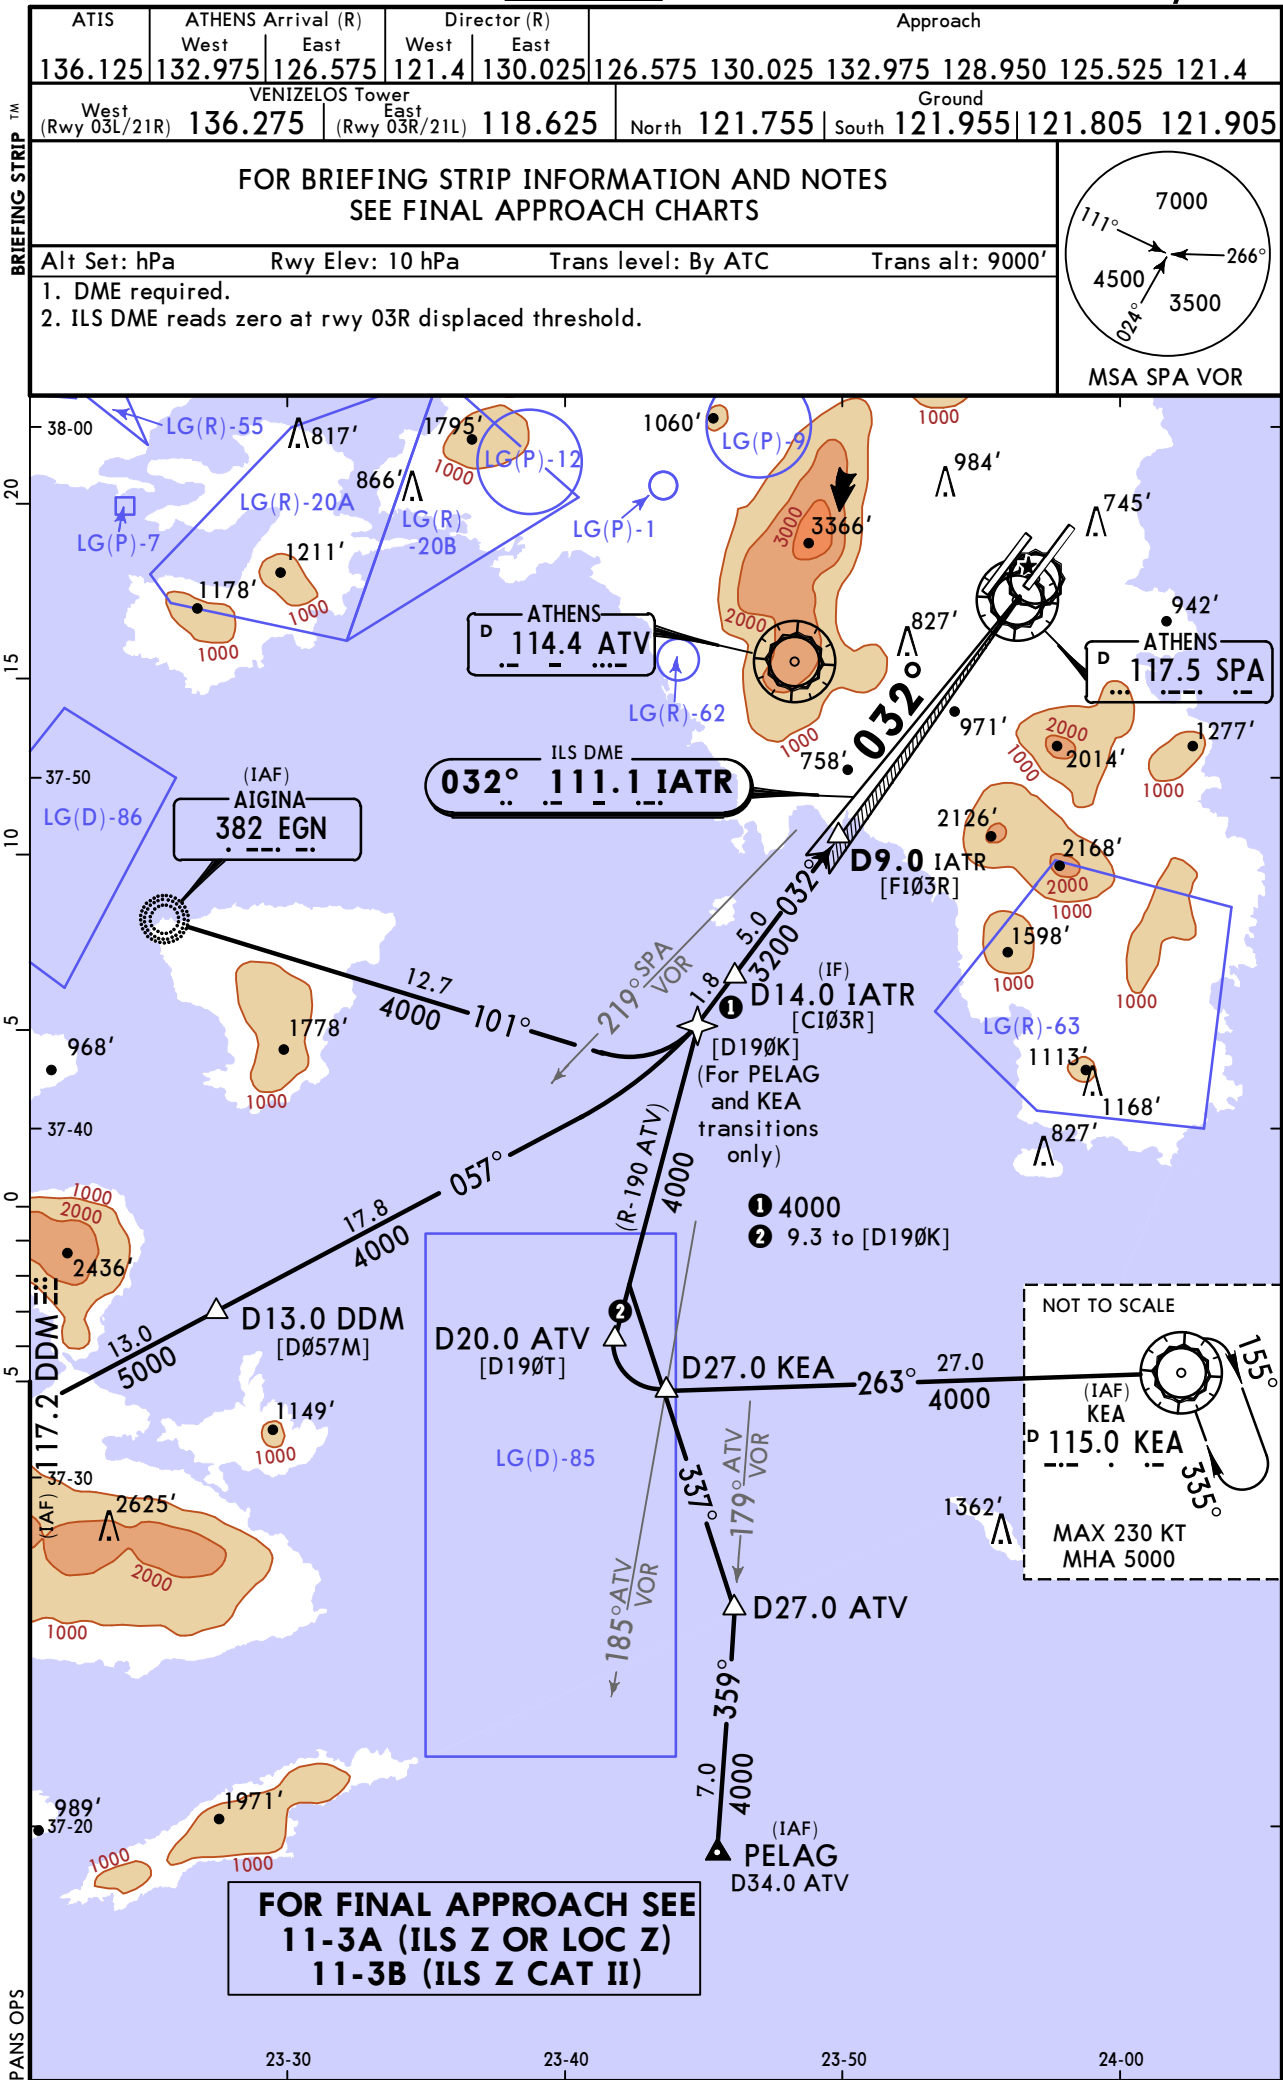 ATIS
ATHENS Arrival (R)
Director (R)
Approach
West East
West East
136.125 132.975 126.575 121.4 130.025 126.575 130.025 132.975 128.950 125.525 121.4
VENIZELOS Tower
Ground
West (Rwy 03L/21R) 136.275
East (Rwy 03R/21L) 118.625
North 121.755 South 121.955 121.805 121.905
BRIEFING STRIP TM
FOR BRIEFING STRIP INFORMATION AND NOTES
SEE FINAL APPROACH CHARTS
Alt Set: hPa Rwy Elev: 10 hPa Trans level: By ATC Trans alt: 9000'
1. DME required.
2. ILS DME reads zero at rwy 03R displaced threshold.
7000
111°
266°
4500
3500
024°
MSA SPA VOR
38-00
LG(R)-55
817'
1795'
1000
LG(P)-12
1060'
LG(P)-9
1000
20
LG(R)-20A
866'
LG(R)
-20B
LG(P)-1
LG(P)-7
984'
745'
3000
3366'
1211'
1178'
1000
1000
2000
827'
942'
ATHENS
D 114.4 ATV
ATHENS
D 117.5 SPA
15
LG(R)-62
1000
032°
971'
758'
2000
1000
2014'
1277'
1000
ILS DME
032° 111.1 IATR
37-50
LG(D)-86
(IAF)
AIGINA
382 EGN
10
2126'
2168'
2000
1000
D9.0 IATR
[FI03R]
032°
5.0
3200
1598'
1000
1000
219° SPA
VOR
12.7
4000
101°
1.8
1
(IF)
D14.0 IATR
[CI03R]
5
1778'
1000
968'
LG(R)-63
[D190K]
(For PELAG
and KEA
transitions
only)
1113'
1168'
827'
37-40
(R-190 ATV)
4000
057°
17.8
4000
1 4000
2 9.3 to [D190K]
0
1000
2000
2436'
13.0
5000
D13.0 DDM
[D057M]
(IAF) 117.2 DDM
2
D20.0 ATV
[D190T]
D27.0 KEA
263°
27.0
4000
NOT TO SCALE
155°
(IAF)
KEA
D 115.0 KEA
335°
MAX 230 KT
MHA 5000
5
1149'
1000
LG(D)-85
337°
179° ATV
VOR
37-30
2625'
2000
1000
1362'
185° ATV
VOR
D27.0 ATV
359°
7.0
4000
989'
37-20
1971'
1000
1000
(IAF)
PELAG
D34.0 ATV
FOR FINAL APPROACH SEE
11-3A (ILS Z OR LOC Z)
11-3B (ILS Z CAT II)
PANS OPS
23-30 23-40 23-50 24-00